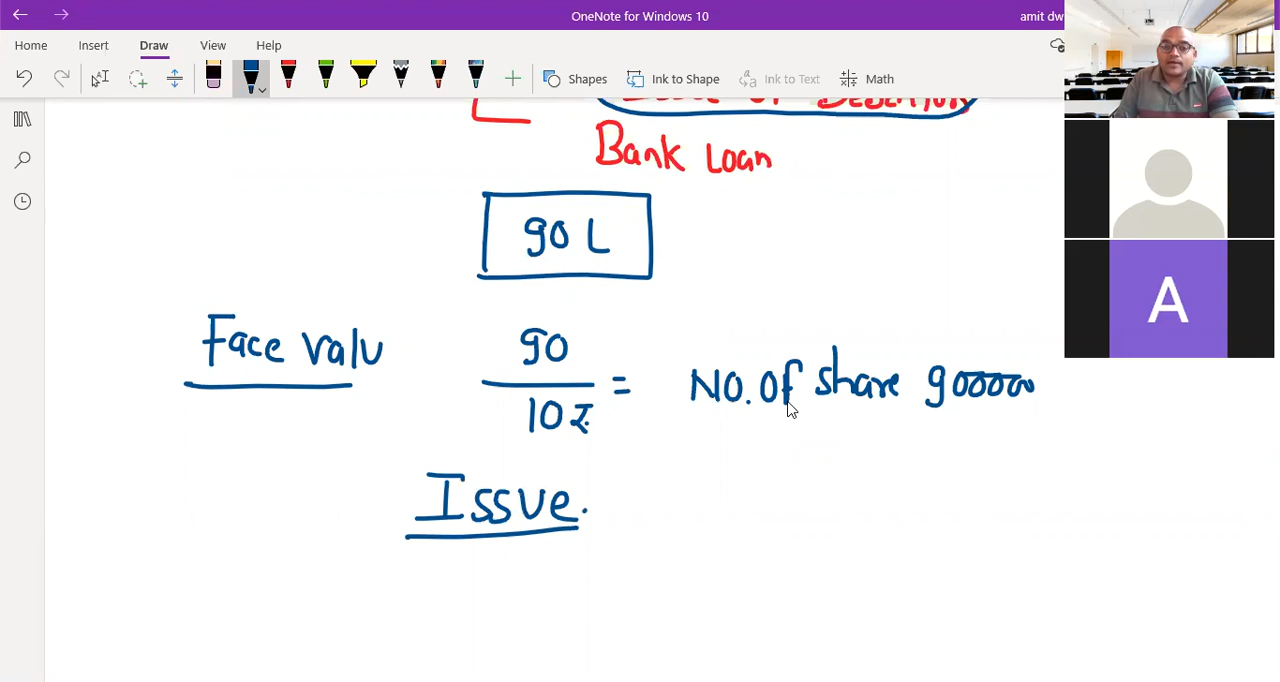 OneNote for Windows 10
amit dw
Home Insert Draw View Help
Shapes Ink to Shape Ink to Text Math
Bank Loan
90 L
Face valu
90
10 =
No. Of share 900000
Issue.
A